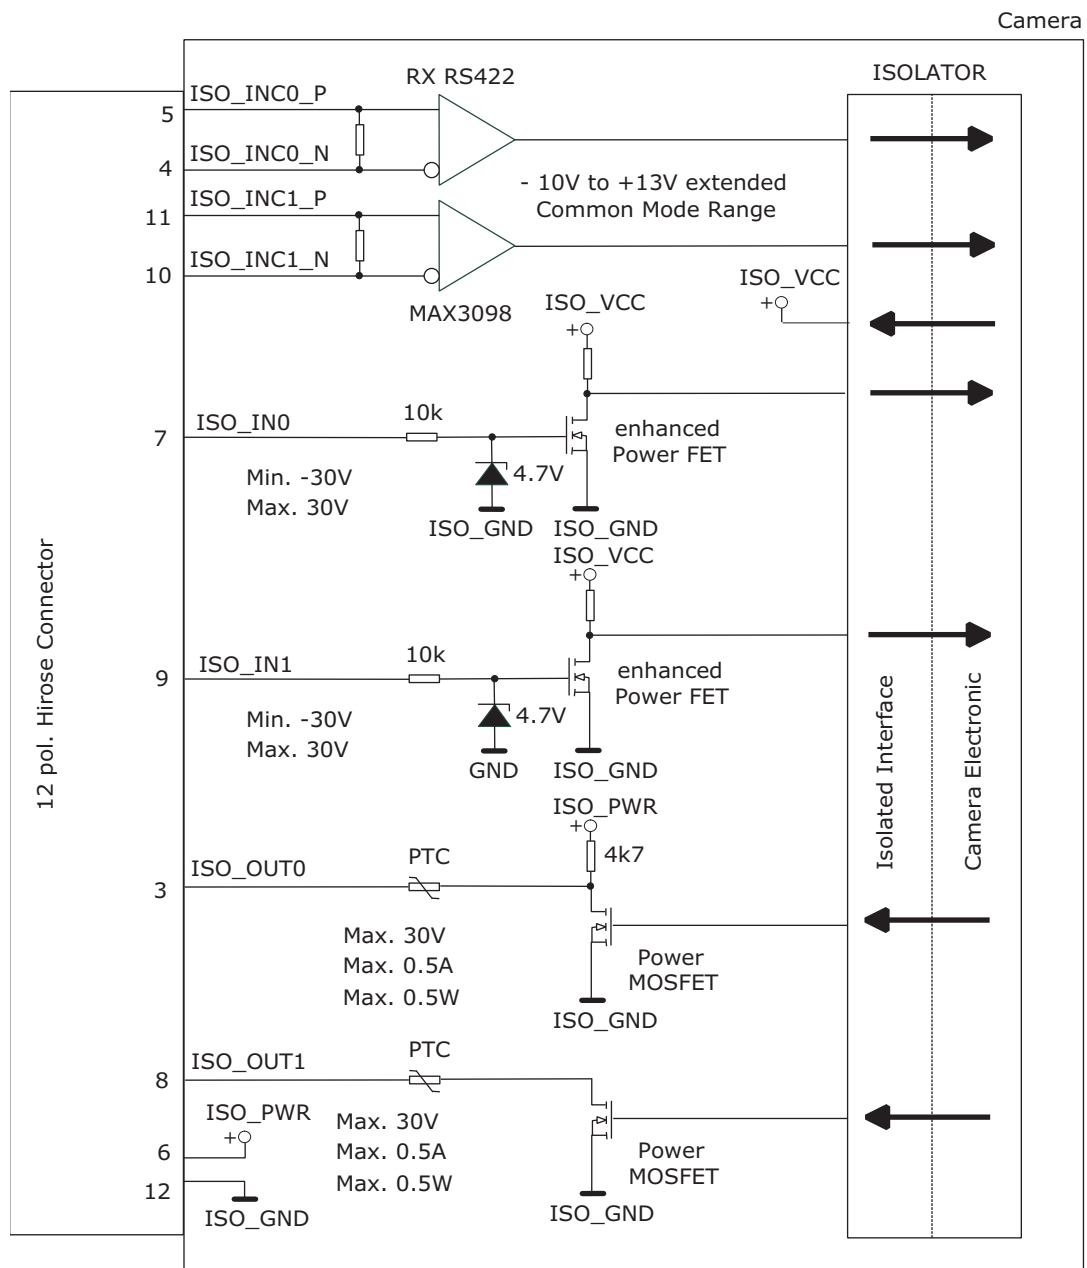 Camera
RX RS422
ISOLATOR
ISO_INC0_P
5
ISO_INC0_N
4
- 10V to +13V extended
Common Mode Range
ISO_INC1_P
11
ISO_INC1_N
10
MAX3098
ISO_VCC
+
ISO_VCC
+
10k
ISO_IN0
7
enhanced
Power FET
Min. -30V
Max. 30V
4.7V
ISO_GND
ISO_GND
ISO_VCC
+
10k
ISO_IN1
9
enhanced
Power FET
Min. -30V
Max. 30V
4.7V
GND
ISO_GND
12 pol. Hirose Connector
Isolated Interface
Camera Electronic
ISO_PWR
+
4k7
PTC
ISO_OUT0
3
Max. 30V
Max. 0.5A
Max. 0.5W
Power
MOSFET
ISO_GND
PTC
ISO_OUT1
8
ISO_PWR
+
6
12
ISO_GND
Max. 30V
Max. 0.5A
Max. 0.5W
Power
MOSFET
ISO_GND